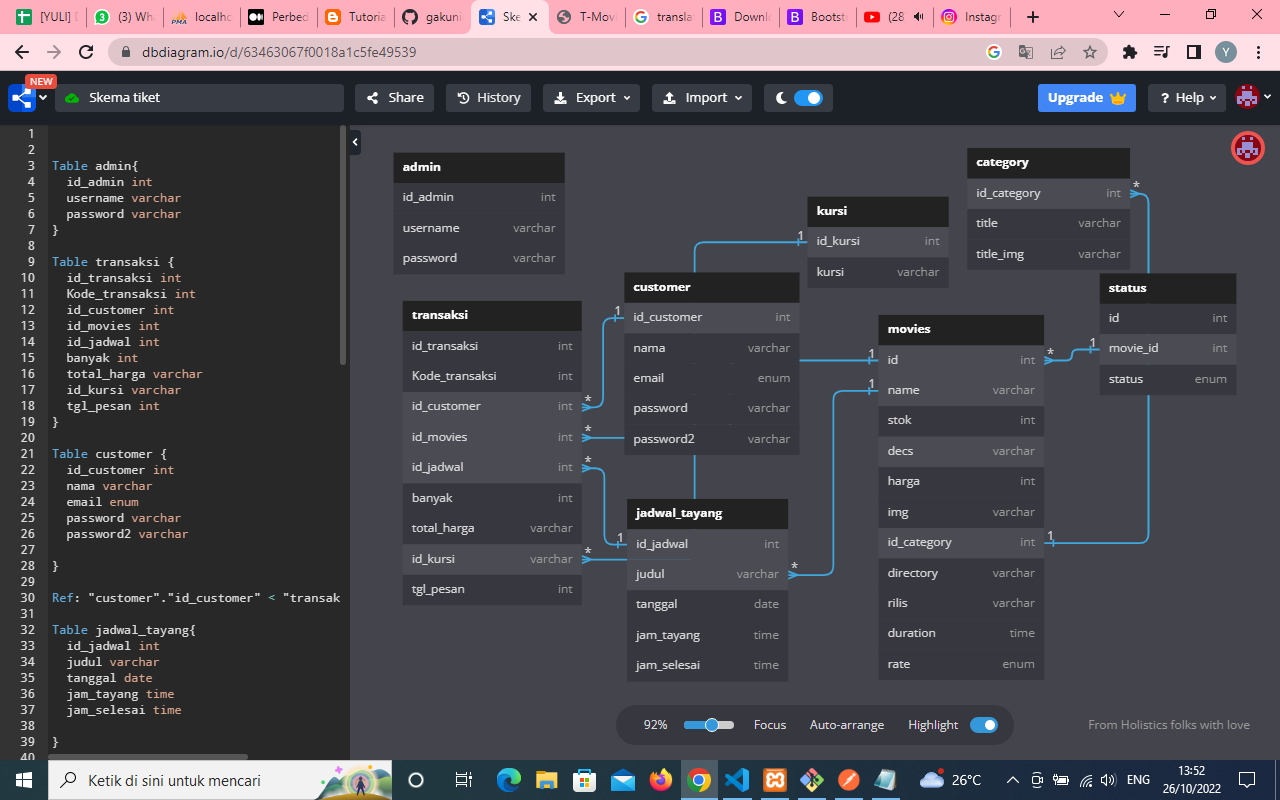 [YULI] D
(3) Wha
localho
Perbed
Tutoria
gakuni
Ske
T-Mov
transla
Downlo
Bootstr
(28
Instagr
dbdiagram.io/d/63463067f0018a1c5fe49539
Y
NEW
Skema tiket
Share
History
Export
Import
Upgrade
? Help
1
2
3 Table admin{
4 id_admin int
5 username varchar
6 password varchar
7 }
8
9 Table transaksi {
10 id_transaksi int
11 Kode_transaksi int
12 id_customer int
13 id_movies int
14 id_jadwal int
15 banyak int
16 total_harga varchar
17 id_kursi varchar
18 tgl_pesan int
19 }
20
21 Table customer {
22 id_customer int
23 nama varchar
24 email enum
25 password varchar
26 password2 varchar
27
28 }
29
30 Ref: "customer"."id_customer" < "transak
31
32 Table jadwal_tayang{
33 id_jadwal int
34 judul varchar
35 tanggal date
36 jam_tayang time
37 jam_selesai time
38
39 }
40
admin
id_admin int
username varchar
password varchar
transaksi
id_transaksi int
Kode_transaksi int
id_customer int *
id_movies int *
id_jadwal int *
banyak int
total_harga varchar
id_kursi varchar *
tgl_pesan int
customer
1 id_customer int
nama varchar
email enum
password varchar
password2 varchar
jadwal_tayang
1 id_jadwal int
judul varchar *
tanggal date
jam_tayang time
jam_selesai time
kursi
1 id_kursi int
kursi varchar
movies
1 id int *
1 name varchar
stok int
decs varchar
harga int
img varchar
id_category int 1
directory varchar
rilis varchar
duration time
rate enum
category
id_category int *
title varchar
title_img varchar
status
id int
1 movie_id int
status enum
92%
Focus
Auto-arrange
Highlight
From Holistics folks with love
Ketik di sini untuk mencari
26°C
ENG
13:52
26/10/2022